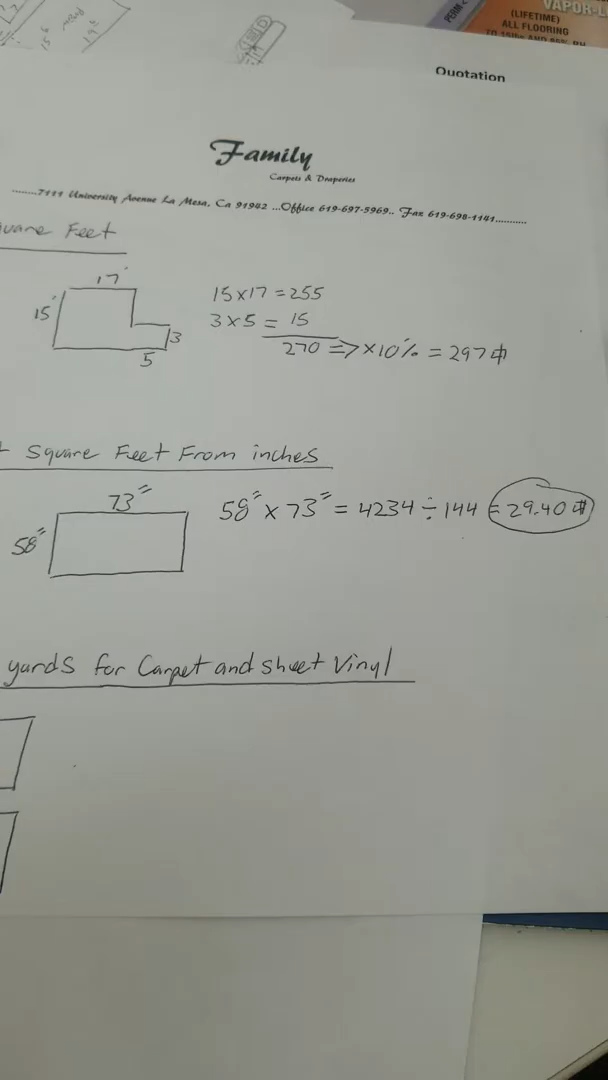 VAPOR-L
(LIFETIME)
ALL FLOORING
PERM <
Quotation
Family
Carpets & Draperies
........7111 University Avenue La Mesa, Ca 91942 ...Office 619-697-5969.. Fax 619-698-1141..........
uare Feet
17'
15'
3
5
15x17 = 255
3x5 = 15
270 => x10% = 297 ⌗
Square Feet From inches
73"
58"
58" x 73" = 4234 ÷ 144 = 29.40 ⌗
yards for Carpet and sheet Vinyl